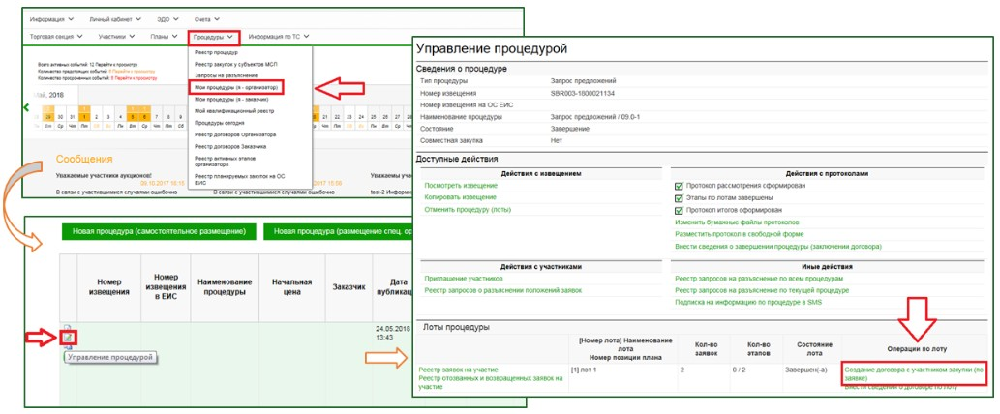 Информация Личный кабинет ЭДО Счета
Торговая секция Участники Планы Процедуры Информация по ТС
Реестр процедур
Реестр закупок у субъектов МСП
Запросы на разъяснение
Мои процедуры (я - организатор)
Мои процедуры (я - заказчик)
Мой квалификационный реестр
Процедуры сегодня
Реестр договоров Организатора
Реестр договоров Заказчика
Реестр активных этапов
организатора
Реестр планируемых закупок на ОС
ЕИС
Всего активных событий: 12 Перейти к просмотру
Количество предстоящих событий: 6 Перейти к просмотру
Количество просроченных событий: 6 Перейти к просмотру
2018
Сообщения
Уважаемые участники аукционов! Уважаемы
30.10.2017 16:15 2017 15:09
В связи с участившимися случаями ошибочно В связи с участившимися случаями ошибочно test-2 Информи
Новая процедура (самостоятельное размещение) Новая процедура (размещение спец. ор
Номер
извещения
Номер
извещения
в ЕИС
Наименование
процедуры
Начальная
цена
Заказчик
Дата
публикац
24.05.2018
13:43
Управление процедурой
Управление процедурой
Сведения о процедуре
Тип процедуры Запрос предложений
Номер извещения SBR003-1800021134
Номер извещения на ОС ЕИС
Наименование процедуры Запрос предложений / 09.0-1
Состояние Завершение
Совместная закупка Нет
Доступные действия
Действия с извещением
Посмотреть извещение
Копировать извещение
Отменить процедуру (лоты)
Действия с протоколами
Протокол рассмотрения сформирован
Этапы по лотам завершены
Протокол итогов сформирован
Изменить бумажные файлы протоколов
Разместить протокол в свободной форме
Внести сведения о завершении процедуры (заключении договора)
Действия с участниками
Приглашение участников
Реестр запросов о разъяснении положений заявок
Иные действия
Реестр запросов на разъяснение по всем процедурам
Реестр запросов на разъяснение по текущей процедуре
Подписка на информацию по процедуре в SMS
Лоты процедуры
[Номер лота] Наименование
лота
Номер позиции плана
Кол-во
заявок
Кол-во
этапов
Состояние
лота
Операции по лоту
Реестр заявок на участие
Реестр отозванных и возвращенных заявок на
участие
[1] лот 1 2 0 / 2 Завершен(-а)
Создание договора с участником закупки (по
заявке)
Внести сведения о договоре по лоту